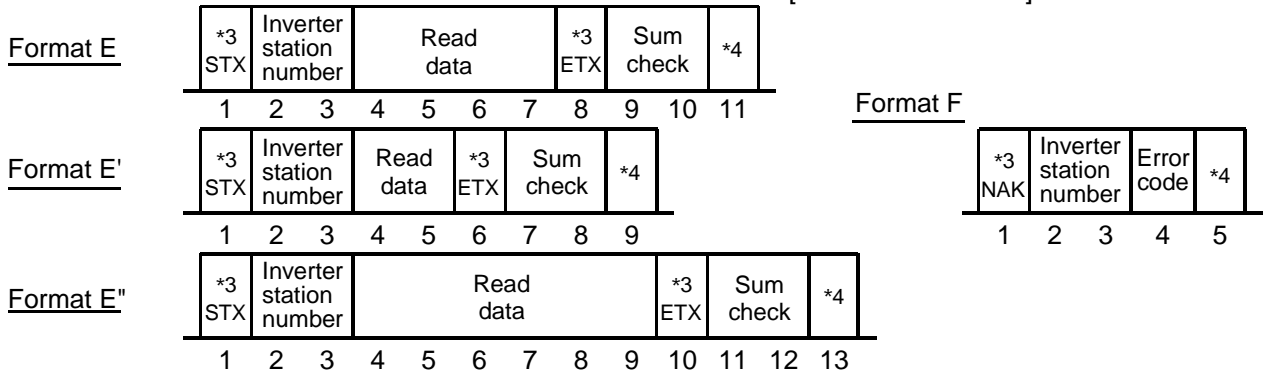 Format E
*3 STX
Inverter station number
Read data
*3 ETX
Sum check
*4
1 2 3 4 5 6 7 8 9 10 11
Format E'
*3 STX
Inverter station number
Read data
*3 ETX
Sum check
*4
1 2 3 4 5 6 7 8 9
Format E"
*3 STX
Inverter station number
Read data
*3 ETX
Sum check
*4
1 2 3 4 5 6 7 8 9 10 11 12 13
Format F
*3 NAK
Inverter station number
Error code
*4
1 2 3 4 5